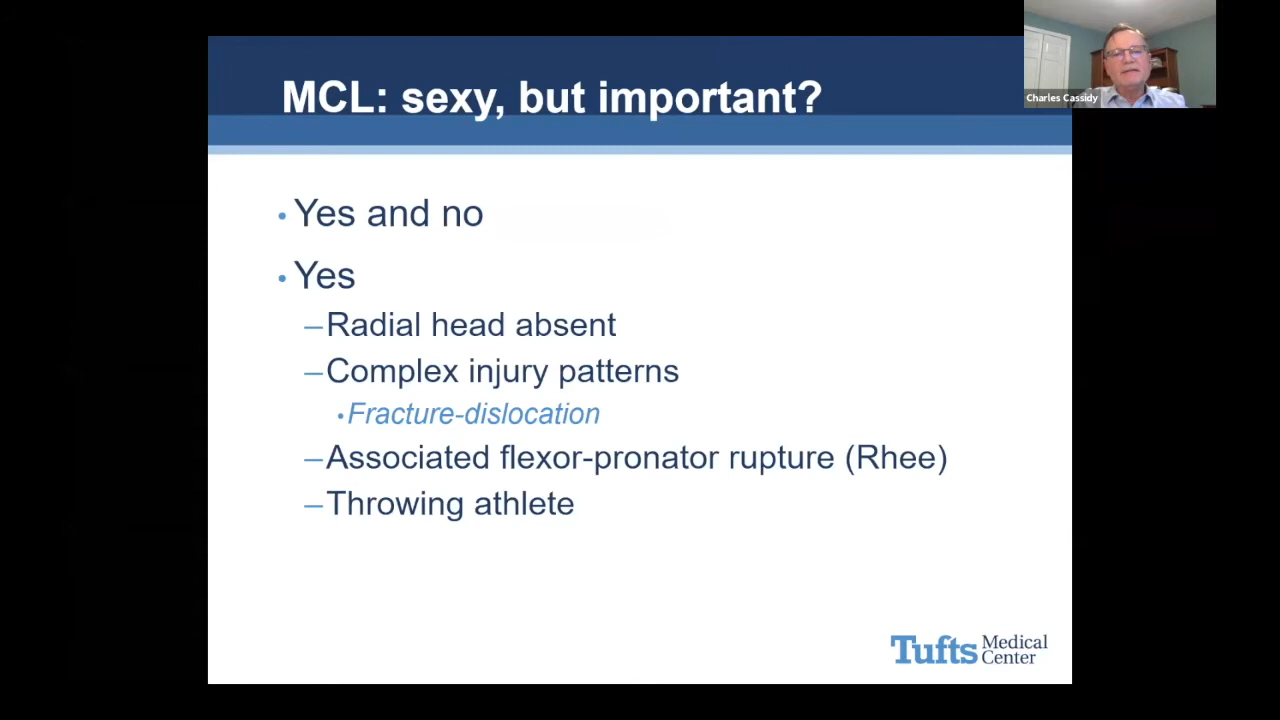 MCL: sexy, but important?
Charles Cassidy
• Yes and no
• Yes
–Radial head absent
–Complex injury patterns
•Fracture-dislocation
–Associated flexor-pronator rupture (Rhee)
–Throwing athlete
Tufts Medical
Center